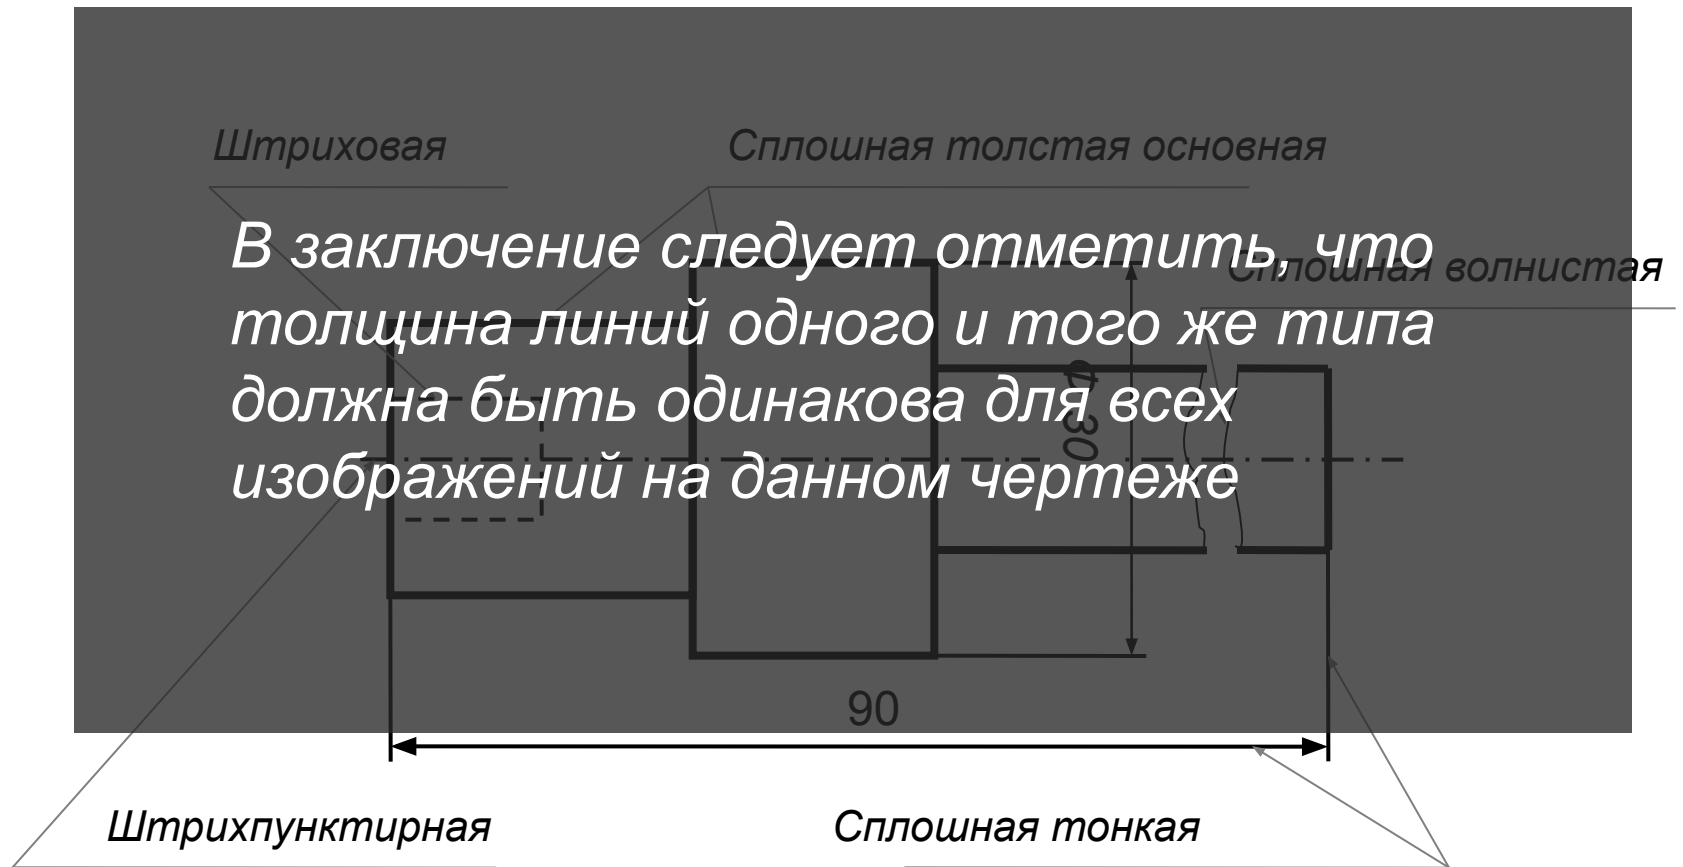 Штриховая
Сплошная толстая основная
В заключение следует отметить, что
толщина линий одного и того же типа
должна быть одинакова для всех
изображений на данном чертеже
Сплошная волнистая
Ф 30
90
Штрихпунктирная
Сплошная тонкая